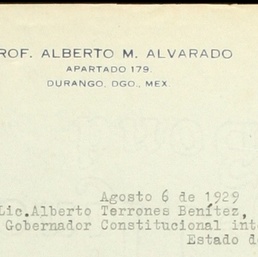 ROF. ALBERTO M. ALVARADO
APARTADO 179.
DURANGO, DGO., MEX.
Agosto 6 de 1929
Lic.Alberto Terrones Benítez,
Gobernador Constitucional int
Estado d